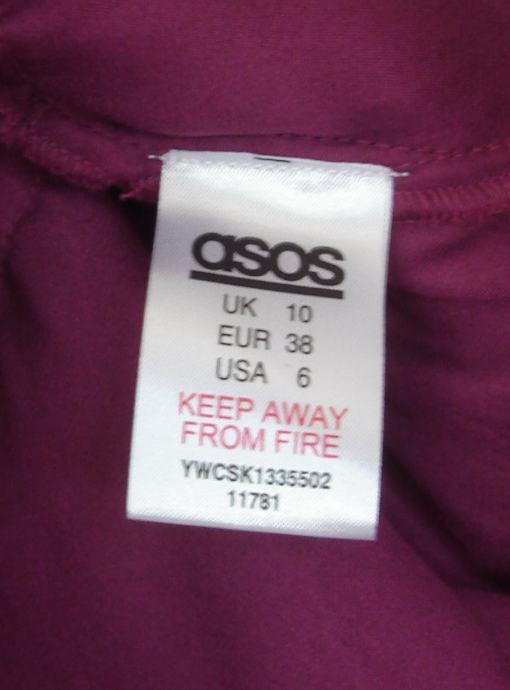 asos
UK 10
EUR 38
USA 6
KEEP AWAY
FROM FIRE
YWCSK1335502
11781